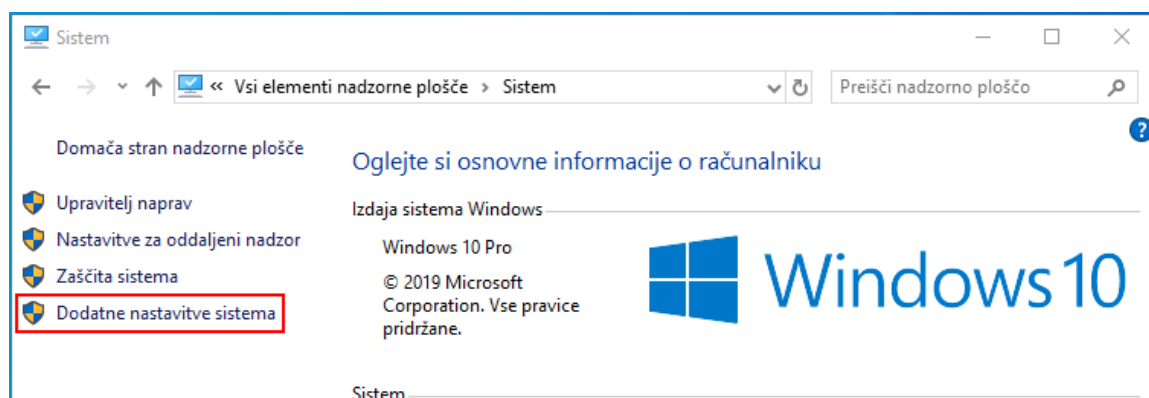 Sistem
« Vsi elementi nadzorne plošče > Sistem
Preišči nadzorno ploščo
?
Domača stran nadzorne plošče
Upravitelj naprav
Nastavitve za oddaljeni nadzor
Zaščita sistema
Dodatne nastavitve sistema
Oglejte si osnovne informacije o računalniku
Izdaja sistema Windows
Windows 10 Pro
© 2019 Microsoft
Corporation. Vse pravice
pridržane.
Windows 10
Sistem